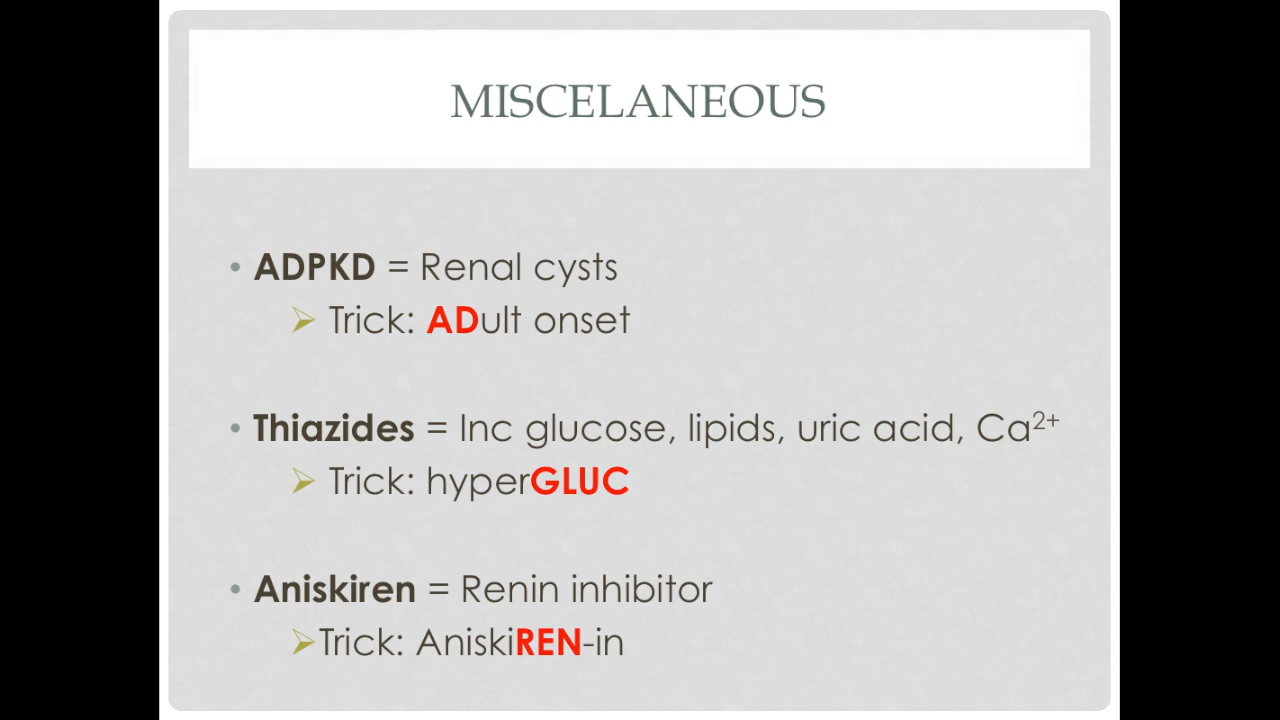 MISCELANEOUS
• ADPKD = Renal cysts
➢ Trick: ADult onset
• Thiazides = Inc glucose, lipids, uric acid, Ca²⁺
➢ Trick: hyperGLUC
• Aniskiren = Renin inhibitor
➢Trick: AniskiREN-in